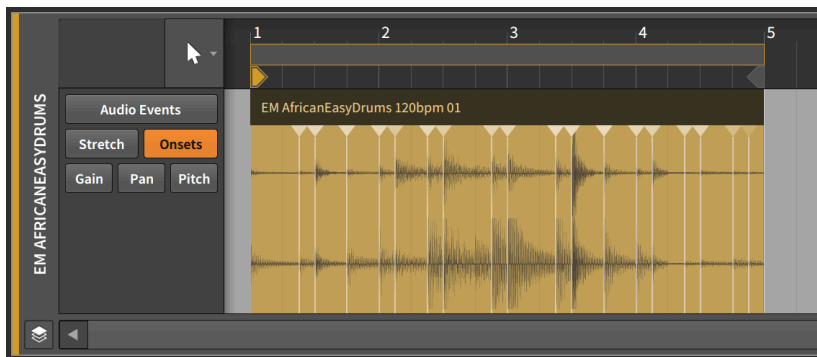 1 2 3 4 5
EM AFRICANEASYDRUMS
Audio Events
EM AfricanEasyDrums 120bpm 01
Stretch Onsets
Gain Pan Pitch